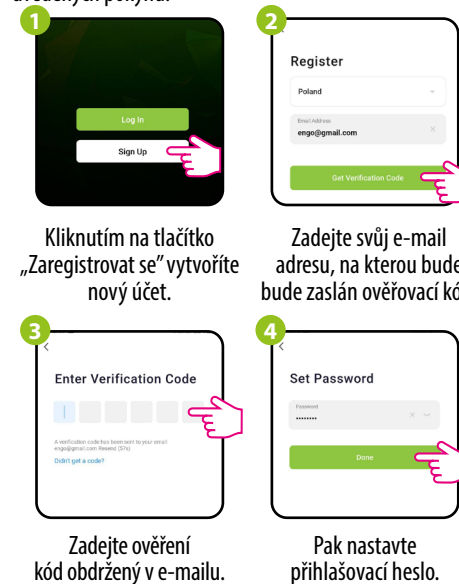 uvedených pokynů.
1
Log In
Sign Up
Kliknutím na tlačítko
„Zaregistrovat se” vytvoříte
nový účet.
2
Register
Poland
Email Address
engo@gmail.com
Get Verification Code
Zadejte svůj e-mail
adresu, na kterou bude
bude zaslán ověřovací kó
3
Enter Verification Code
A verification code has been sent to your email
engo@gmail.com Resend (57s)
Didn't get a code?
Zadejte ověření
kód obdržený v e-mailu.
4
Set Password
Password
••••••••
Done
Pak nastavte
přihlašovací heslo.